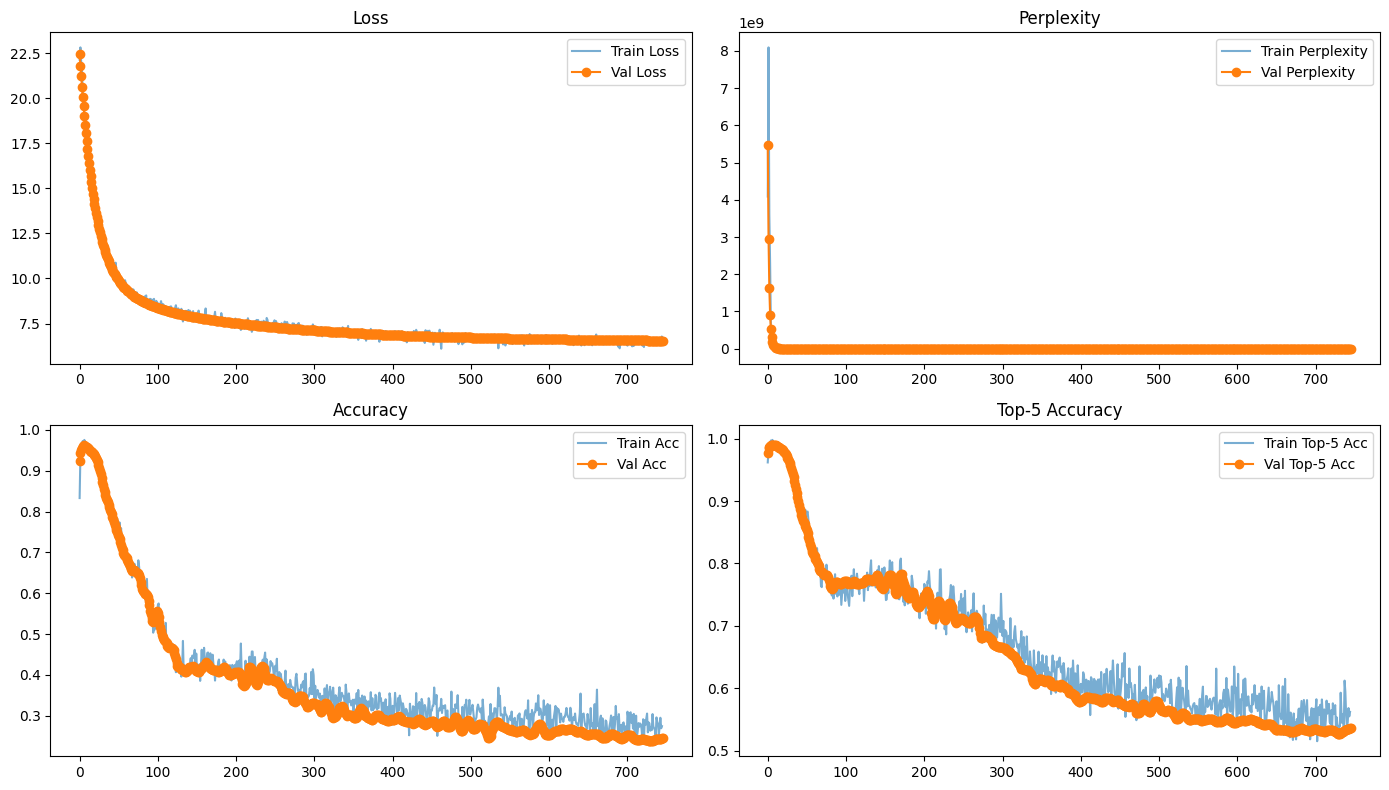 Loss
Train Loss
Val Loss
22.5
20.0
17.5
15.0
12.5
10.0
7.5
0 100 200 300 400 500 600 700
Perplexity
1e9
Train Perplexity
Val Perplexity
8
7
6
5
4
3
2
1
0
0 100 200 300 400 500 600 700
Accuracy
Train Acc
Val Acc
1.0
0.9
0.8
0.7
0.6
0.5
0.4
0.3
0 100 200 300 400 500 600 700
Top-5 Accuracy
Train Top-5 Acc
Val Top-5 Acc
1.0
0.9
0.8
0.7
0.6
0.5
0 100 200 300 400 500 600 700